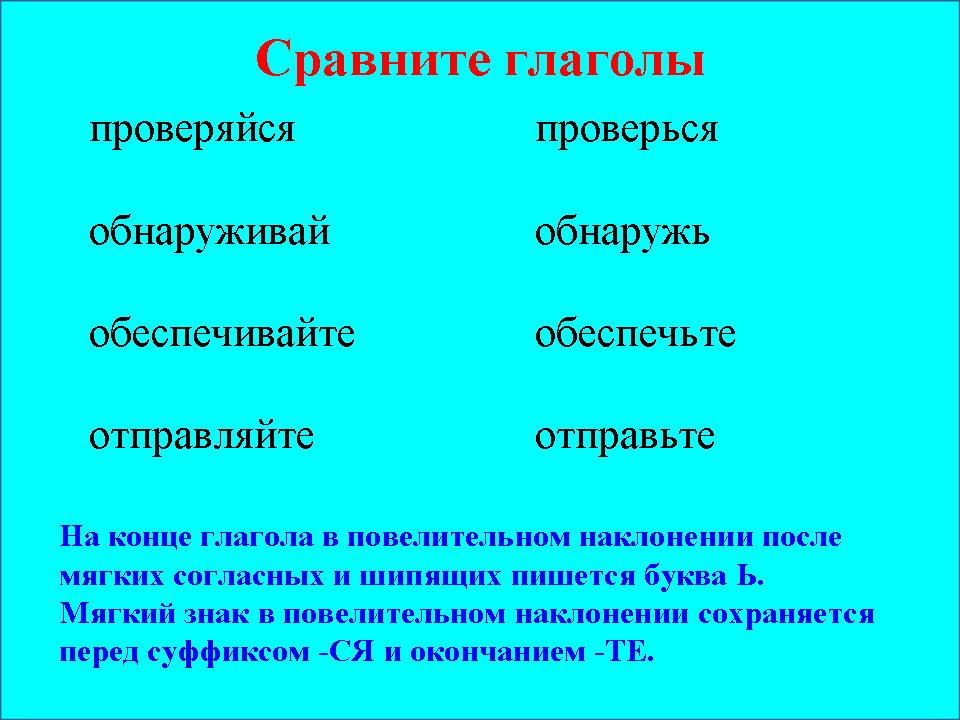 Сравните глаголы
проверяйся проверься
обнаруживай обнаружь
обеспечивайте обеспечьте
отправляйте отправьте
На конце глагола в повелительном наклонении после
мягких согласных и шипящих пишется буква Ь.
Мягкий знак в повелительном наклонении сохраняется
перед суффиксом -СЯ и окончанием -ТЕ.